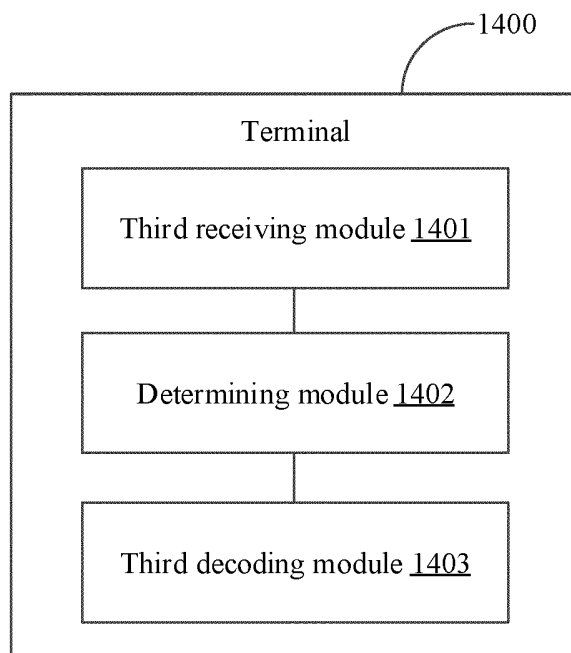 1400
Terminal
Third receiving module 1401
Determining module 1402
Third decoding module 1403